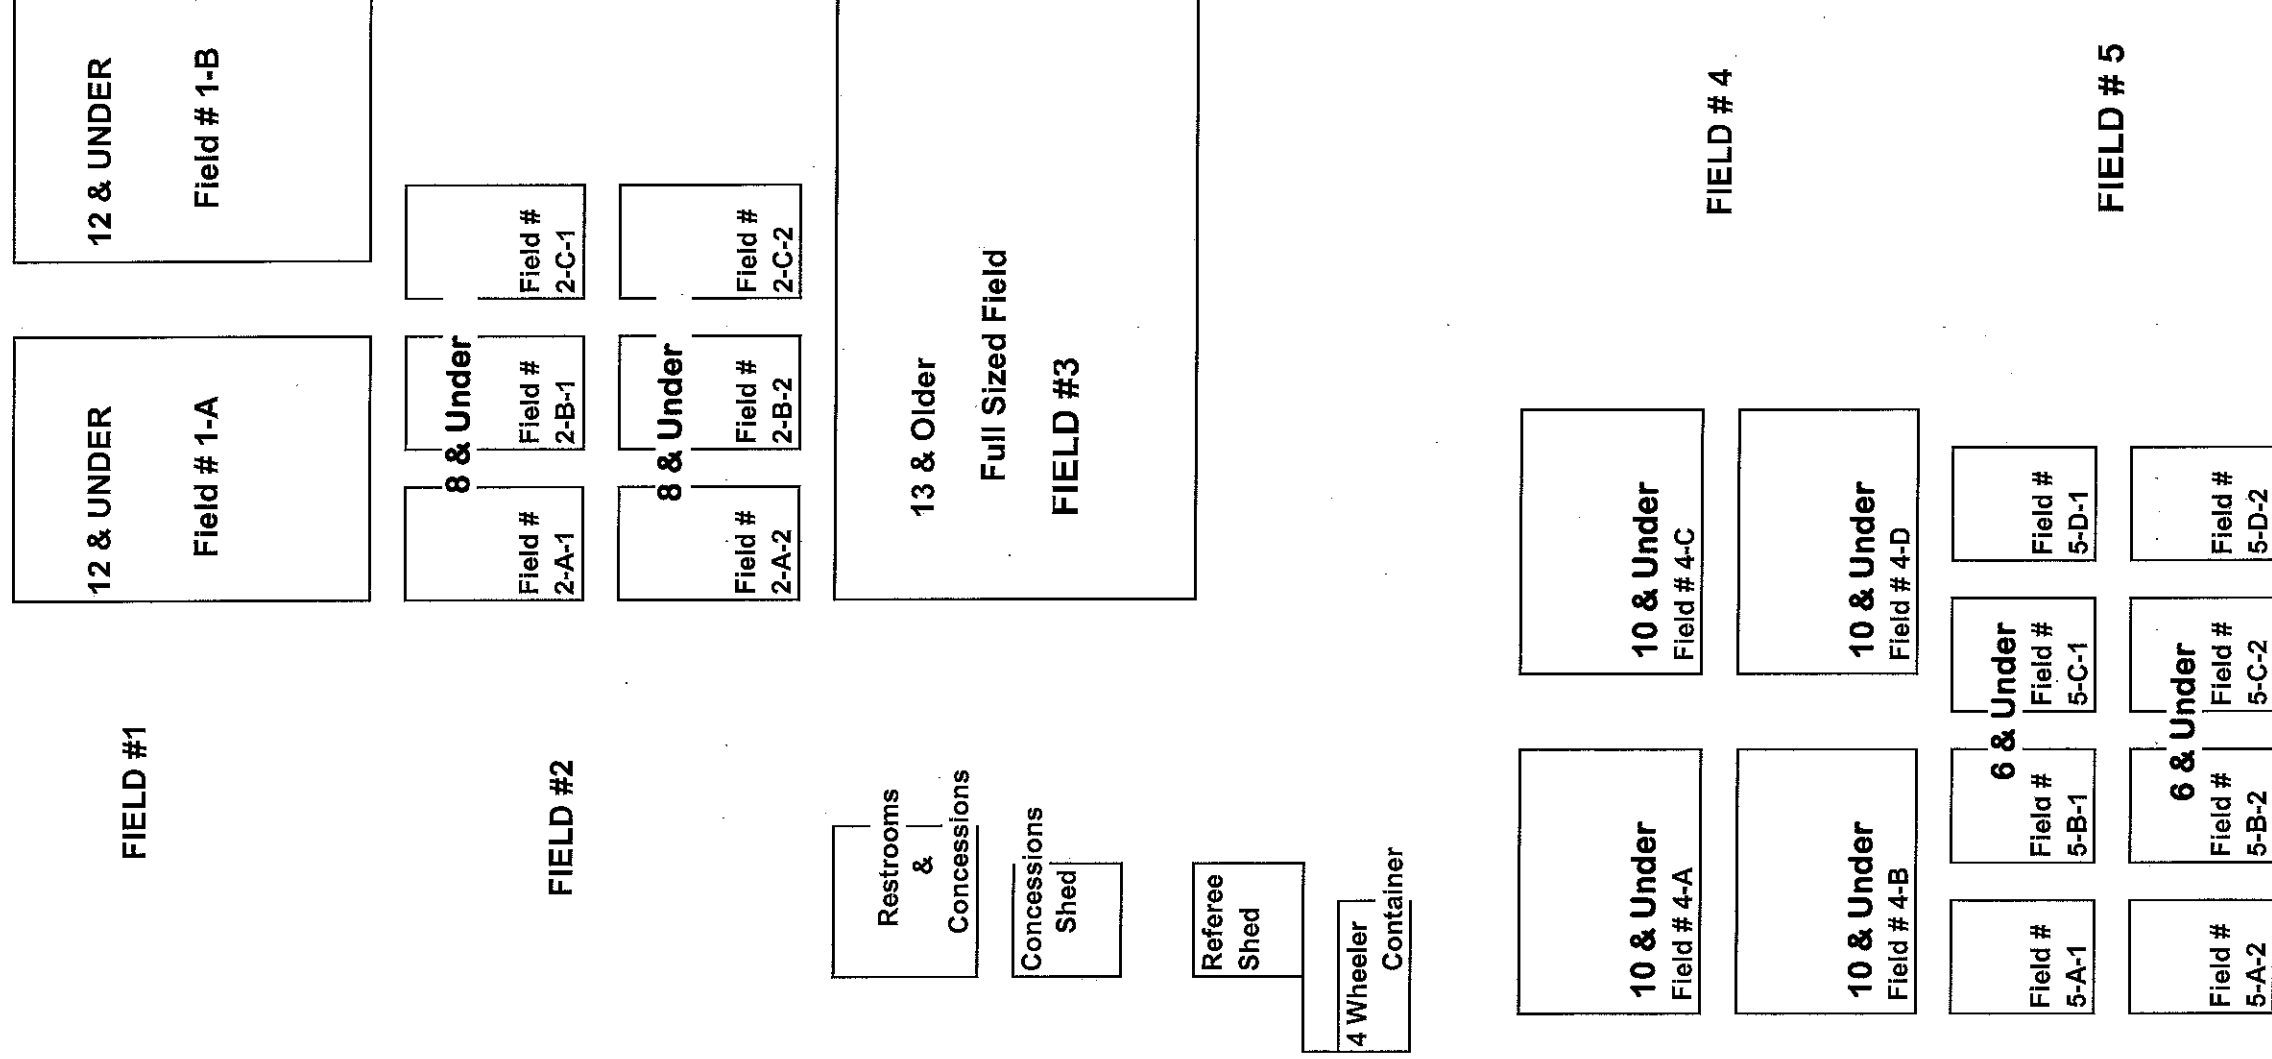 12 & UNDER
Field # 1-B
12 & UNDER
Field # 1-A
FIELD #1
8 & Under
Field #
2-C-1
Field #
2-B-1
Field #
2-A-1
8 & Under
Field #
2-C-2
Field #
2-B-2
Field #
2-A-2
FIELD #2
13 & Older
Full Sized Field
FIELD #3
Restrooms
&
Concessions
Concessions
Shed
Referee
Shed
4 Wheeler
Container
FIELD # 4
10 & Under
Field # 4-C
10 & Under
Field # 4-A
10 & Under
Field # 4-D
10 & Under
Field # 4-B
FIELD # 5
6 & Under
Field #
5-D-1
Field #
5-C-1
Field #
5-B-1
Field #
5-A-1
6 & Under
Field #
5-D-2
Field #
5-C-2
Field #
5-B-2
Field #
5-A-2